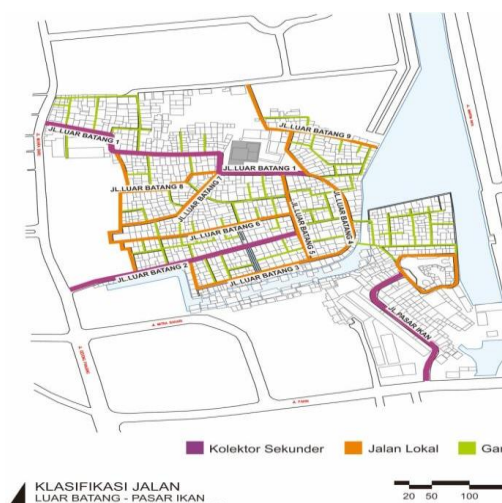 JL.LUAR BATANG 9
JL.LUAR BATANG 1
JL.LUAR BATANG 1
JL.LUAR BATANG 8
JL.LUAR BATANG 7
JL.LUAR BATANG 6
JL.LUAR BATANG 5
JL.LUAR BATANG 4
JL.LUAR BATANG 2
JL.LUAR BATANG 3
JL.PASAR IKAN
Kolektor Sekunder
Jalan Lokal
Ga
KLASIFIKASI JALAN
LUAR BATANG - PASAR IKAN
20 50 100